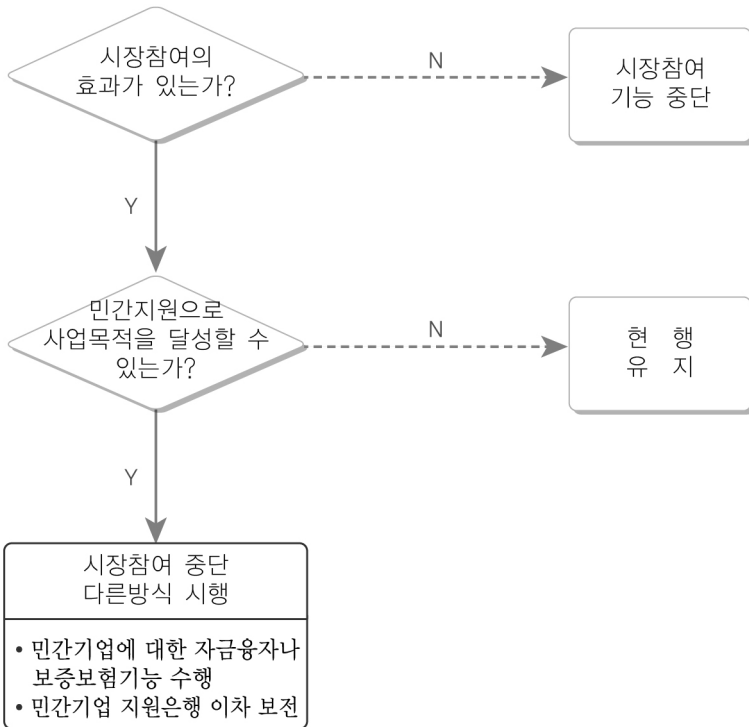 시장참여의
효과가 있는가?
N
시장참여
기능 중단
Y
민간지원으로
사업목적을 달성할 수
있는가?
N
현 행
유 지
Y
시장참여 중단
다른방식 시행
• 민간기업에 대한 자금융자나
보증보험기능 수행
• 민간기업 지원은행 이차 보전